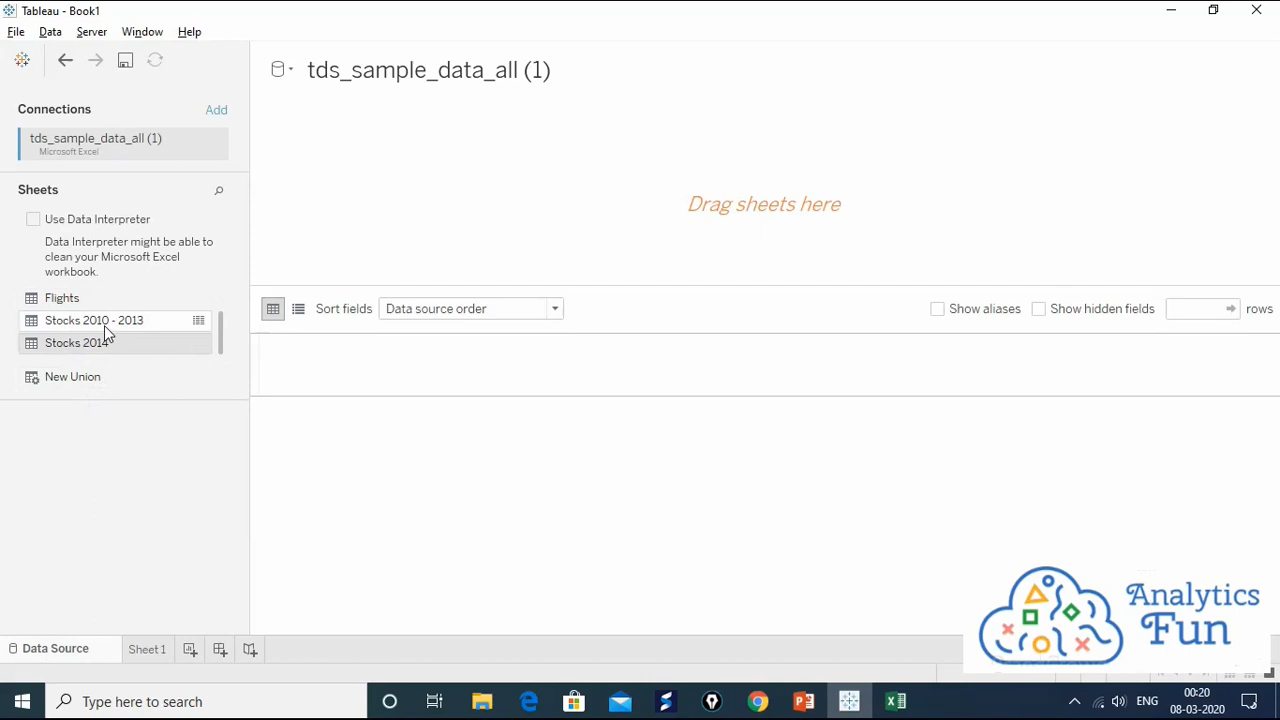 Tableau - Book1
File Data Server Window Help
tds_sample_data_all (1)
Connections Add
tds_sample_data_all (1)
Microsoft Excel
Sheets
Use Data Interpreter
Data Interpreter might be able to
clean your Microsoft Excel
workbook.
Flights
Stocks 2010 - 2013
Stocks 2014
New Union
Drag sheets here
Sort fields Data source order Show aliases Show hidden fields rows
Analytics
Fun
Data Source Sheet 1
Type here to search
ENG
00:20
08-03-2020